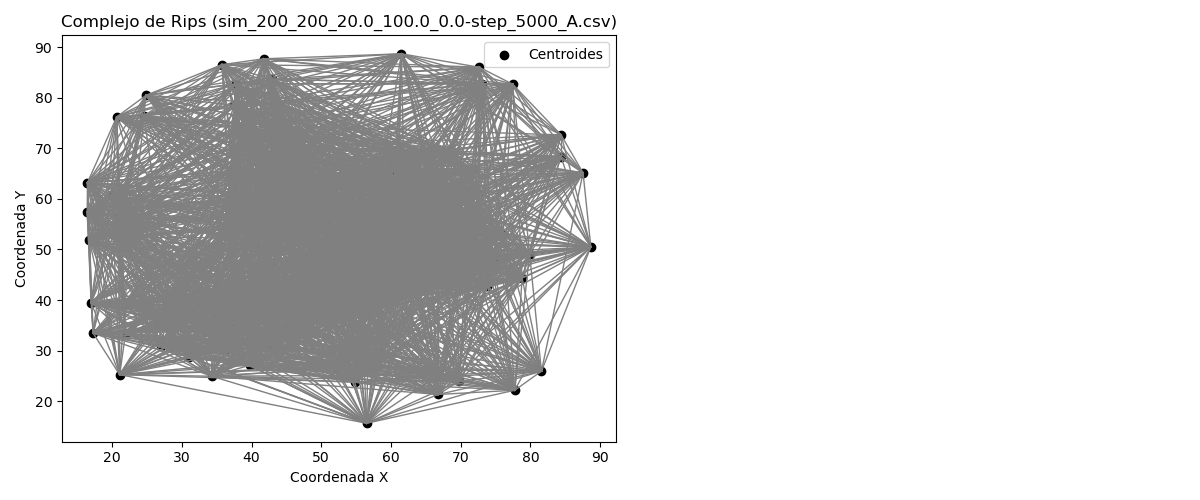 Complejo de Rips (sim_200_200_20.0_100.0_0.0-step_5000_A.csv)
Centroides
90
80
70
60
50
40
30
20
Coordenada Y
20 30 40 50 60 70 80 90
Coordenada X